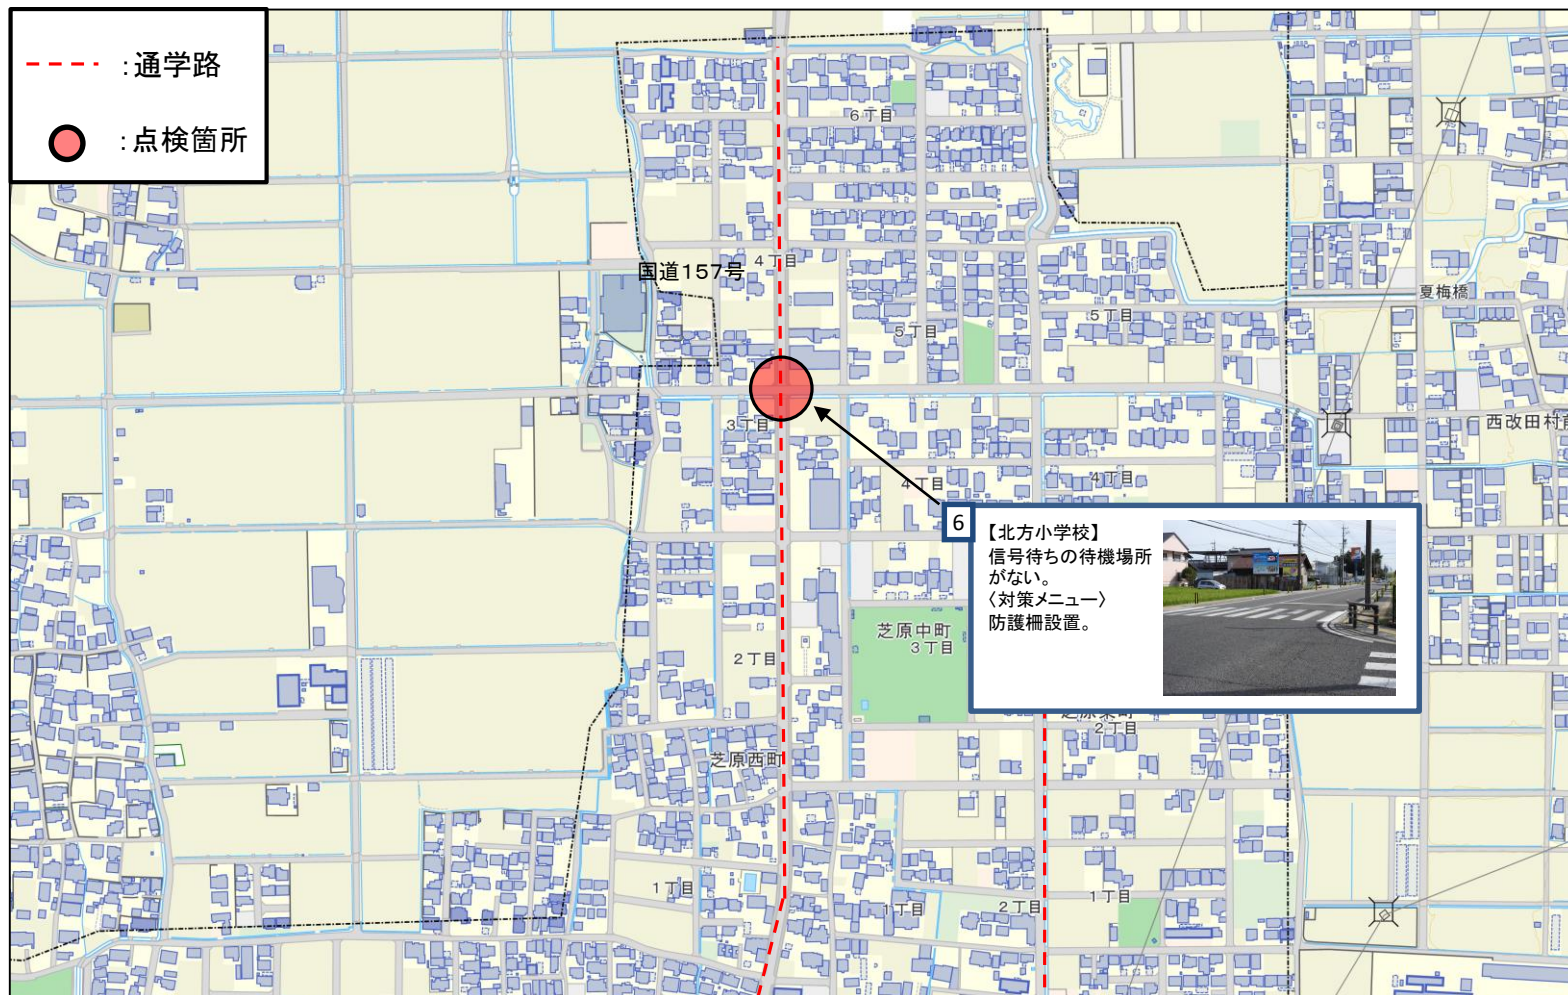 :通学路
:点検箇所
6丁目
国道157号
4丁目
夏梅橋
5丁目
5丁目
3丁目
西改田村前
4丁目
4丁目
6
【北方小学校】
信号待ちの待機場所
がない。
〈対策メニュー〉
防護柵設置。
芝原中町
3丁目
2丁目
2丁目
芝原西町
1丁目
1丁目
2丁目
1丁目